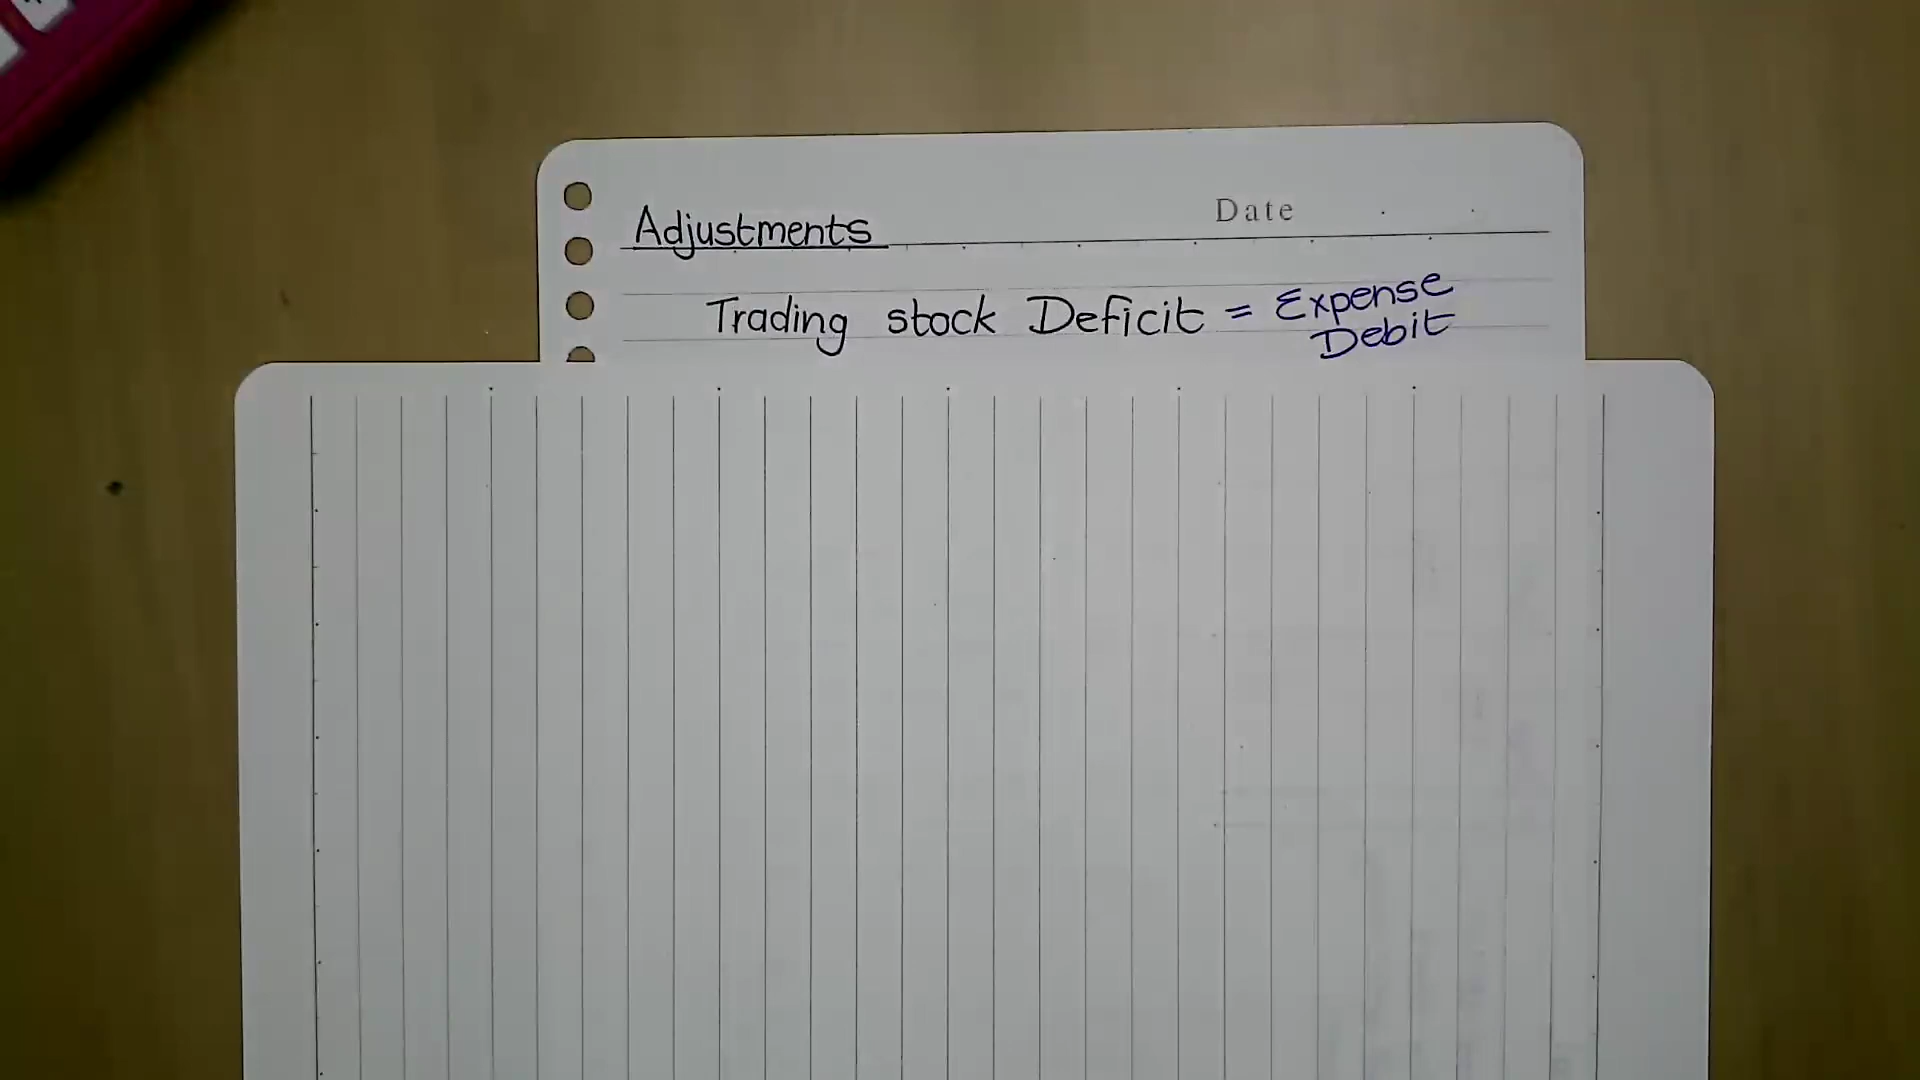 Date
Adjustments
Trading stock Deficit = Expense
Debit